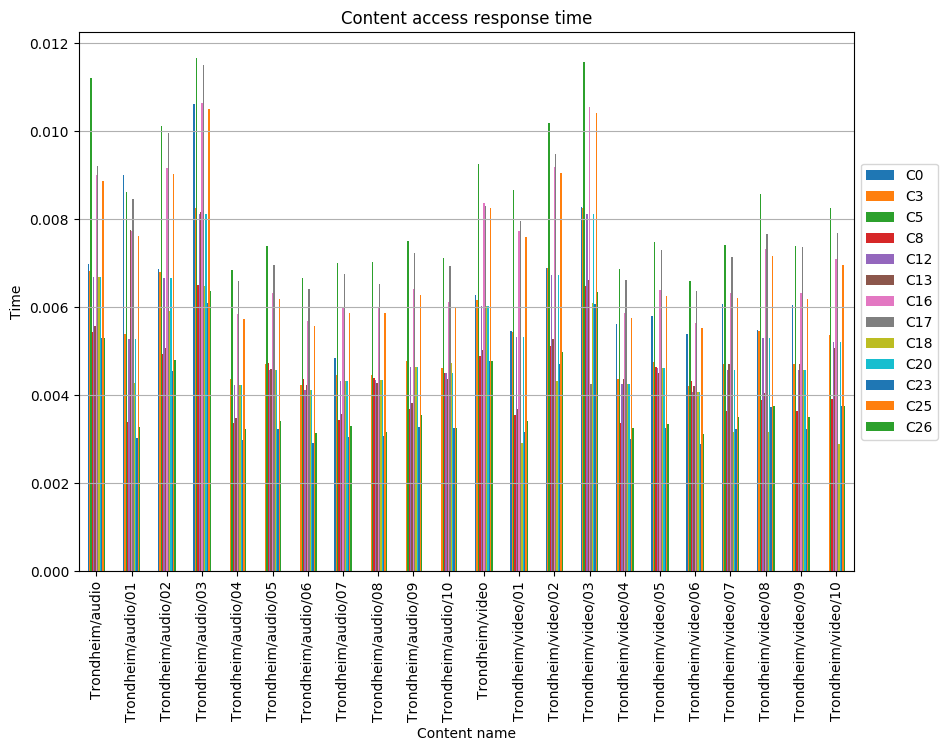 Content access response time
Time
0.012
0.010
0.008
0.006
0.004
0.002
0.000
Trondheim/audio
Trondheim/audio/01
Trondheim/audio/02
Trondheim/audio/03
Trondheim/audio/04
Trondheim/audio/05
Trondheim/audio/06
Trondheim/audio/07
Trondheim/audio/08
Trondheim/audio/09
Trondheim/audio/10
Trondheim/video
Trondheim/video/01
Trondheim/video/02
Trondheim/video/03
Trondheim/video/04
Trondheim/video/05
Trondheim/video/06
Trondheim/video/07
Trondheim/video/08
Trondheim/video/09
Trondheim/video/10
Content name
C0
C3
C5
C8
C12
C13
C16
C17
C18
C20
C23
C25
C26